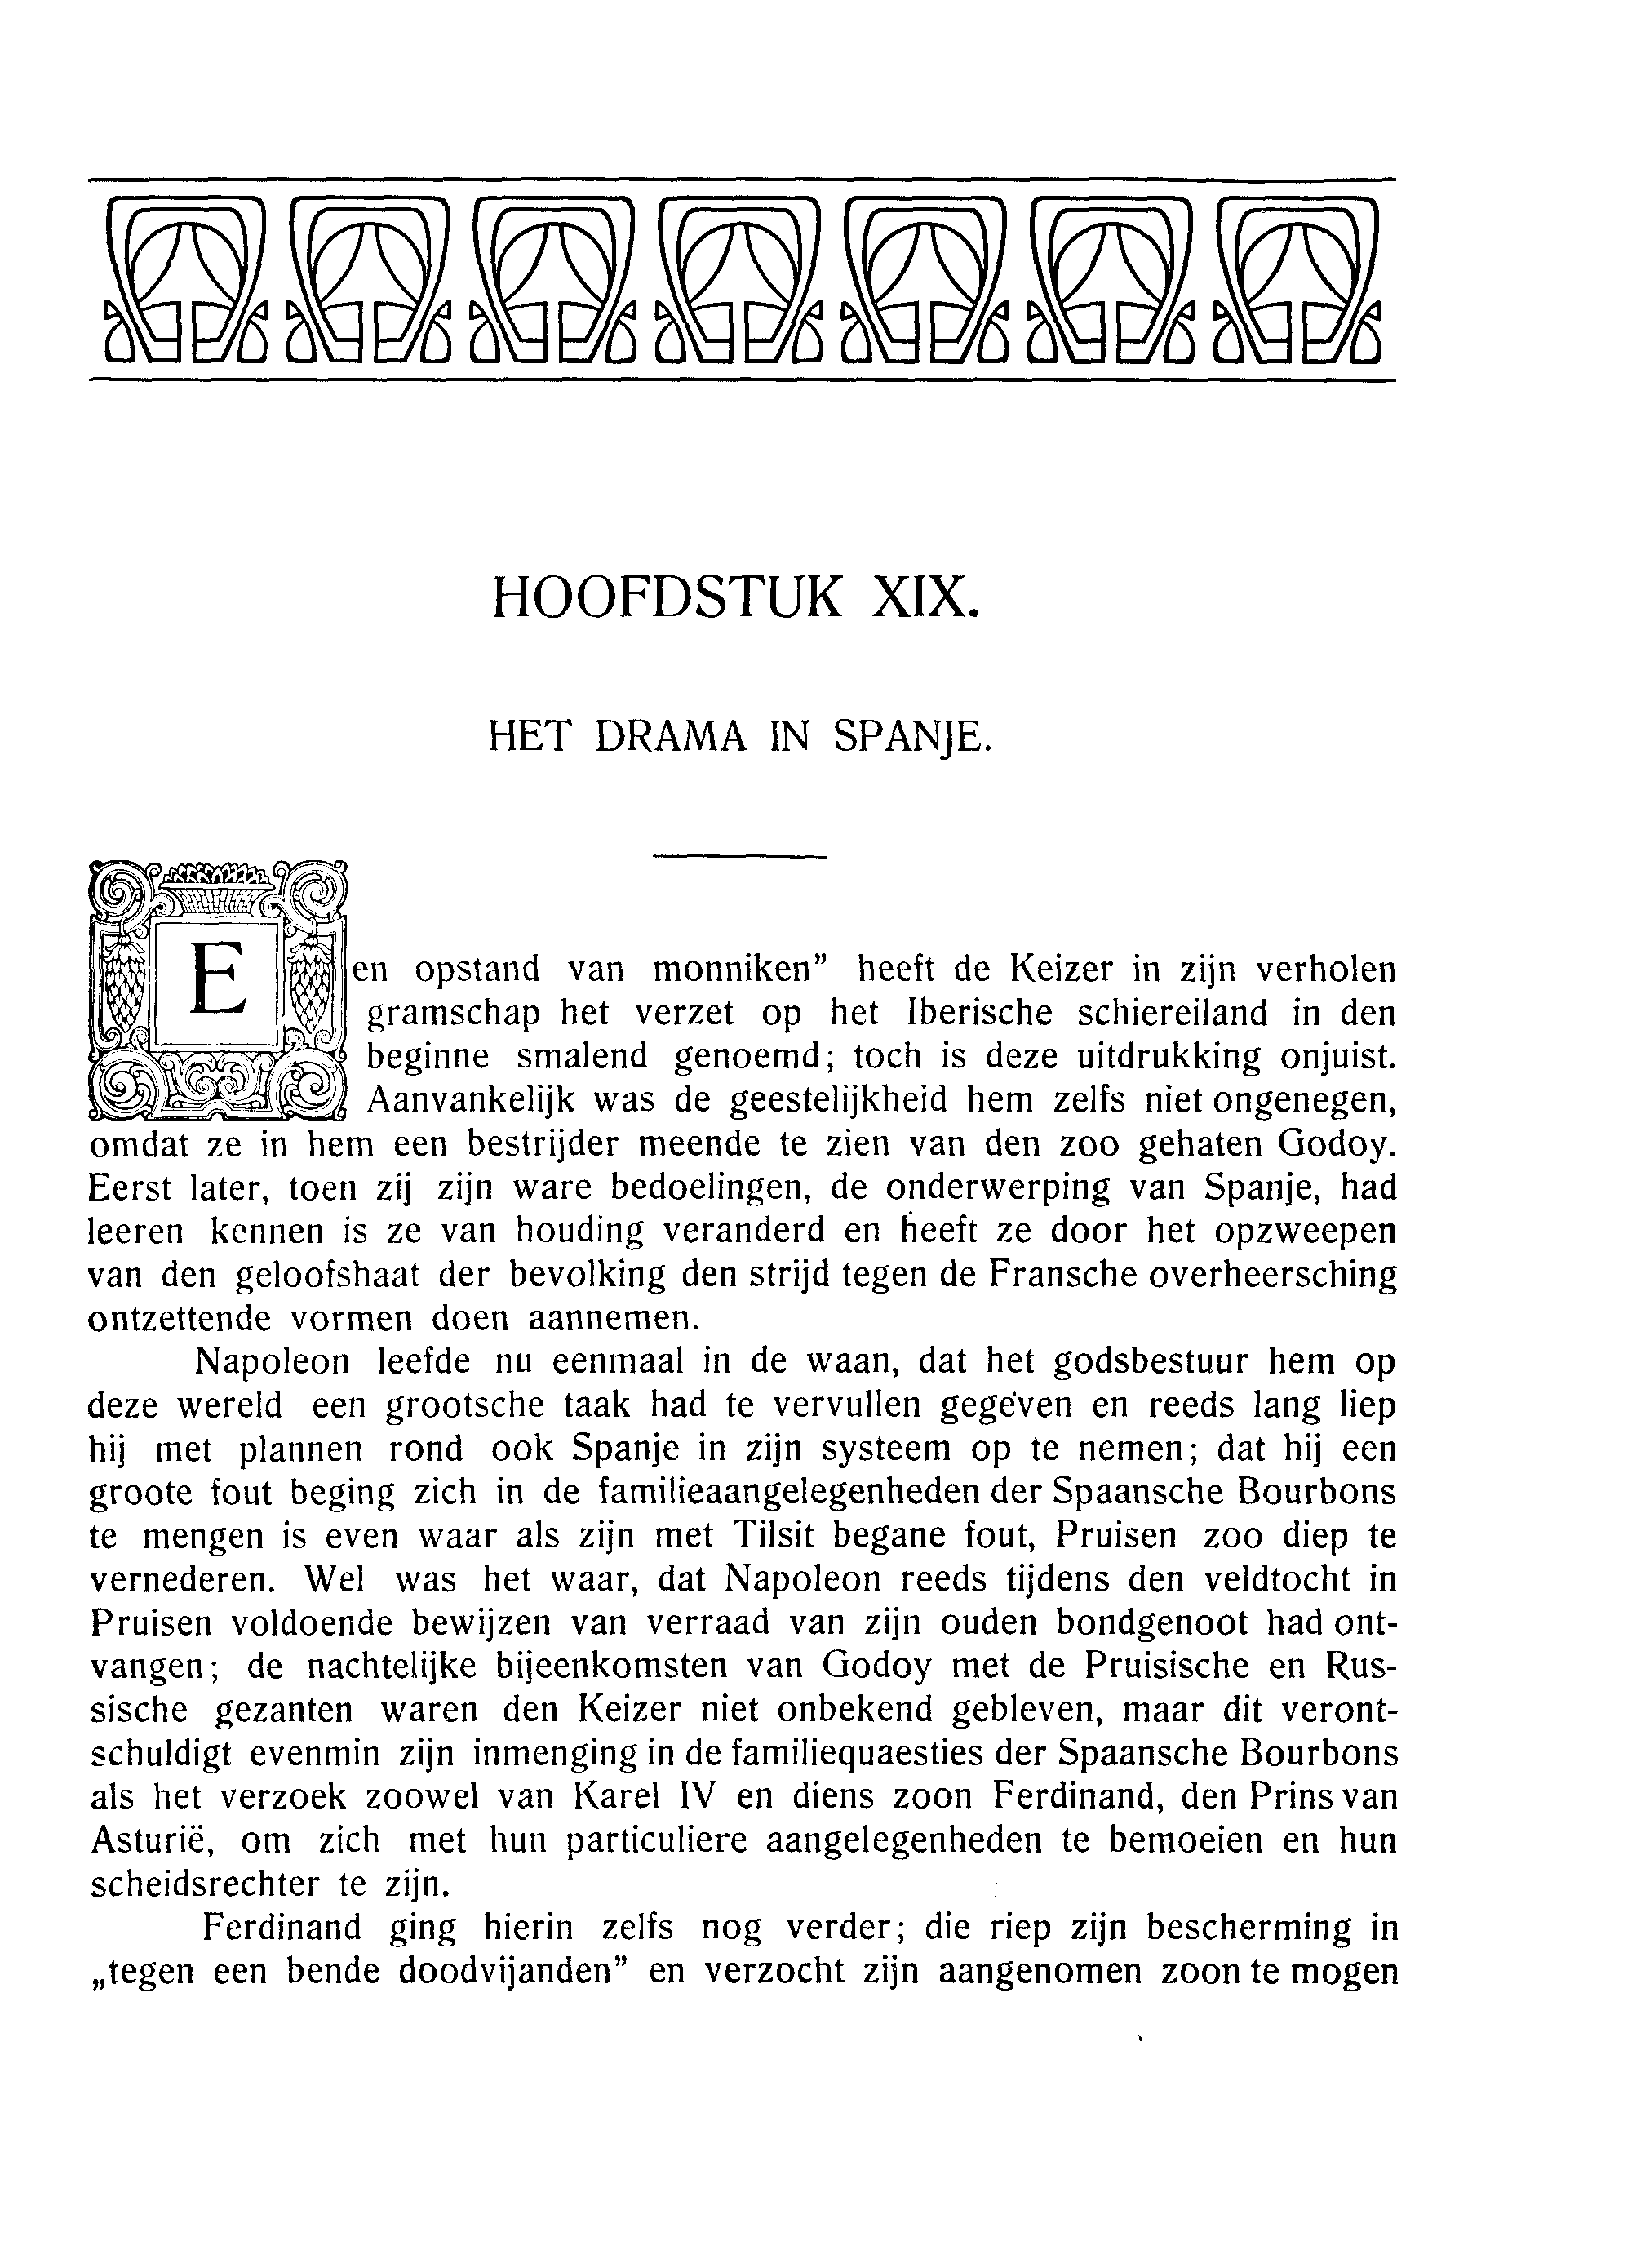 HOOFDSTUK XIX.
HET DRAMA IN SPANJE.
Een opstand van monniken” heeft de Keizer in zijn verholen
gramschap het verzet op het Iberische schiereiland in den
beginne smalend genoemd; toch is deze uitdrukking onjuist.
Aanvankelijk was de geestelijkheid hem zelfs niet ongenegen,
omdat ze in hem een bestrijder meende te zien van den zoo gehaten Godoy.
Eerst later, toen zij zijn ware bedoelingen, de onderwerping van Spanje, had
leeren kennen is ze van houding veranderd en heeft ze door het opzweepen
van den geloofshaat der bevolking den strijd tegen de Fransche overheersching
ontzettende vormen doen aannemen.
Napoleon leefde nu eenmaal in de waan, dat het godsbestuur hem op
deze wereld een grootsche taak had te vervullen gegeven en reeds lang liep
hij met plannen rond ook Spanje in zijn systeem op te nemen; dat hij een
groote fout beging zich in de familieaangelegenheden der Spaansche Bourbons
te mengen is even waar als zijn met Tilsit begane fout, Pruisen zoo diep te
vernederen. Wel was het waar, dat Napoleon reeds tijdens den veldtocht in
Pruisen voldoende bewijzen van verraad van zijn ouden bondgenoot had ont-
vangen; de nachtelijke bijeenkomsten van Godoy met de Pruisische en Rus-
sische gezanten waren den Keizer niet onbekend gebleven, maar dit veront-
schuldigt evenmin zijn inmenging in de familiequaesties der Spaansche Bourbons
als het verzoek zoowel van Karel IV en diens zoon Ferdinand, den Prins van
Asturië, om zich met hun particuliere aangelegenheden te bemoeien en hun
scheidsrechter te zijn.
Ferdinand ging hierin zelfs nog verder; die riep zijn bescherming in
„tegen een bende doodvijanden” en verzocht zijn aangenomen zoon te mogen